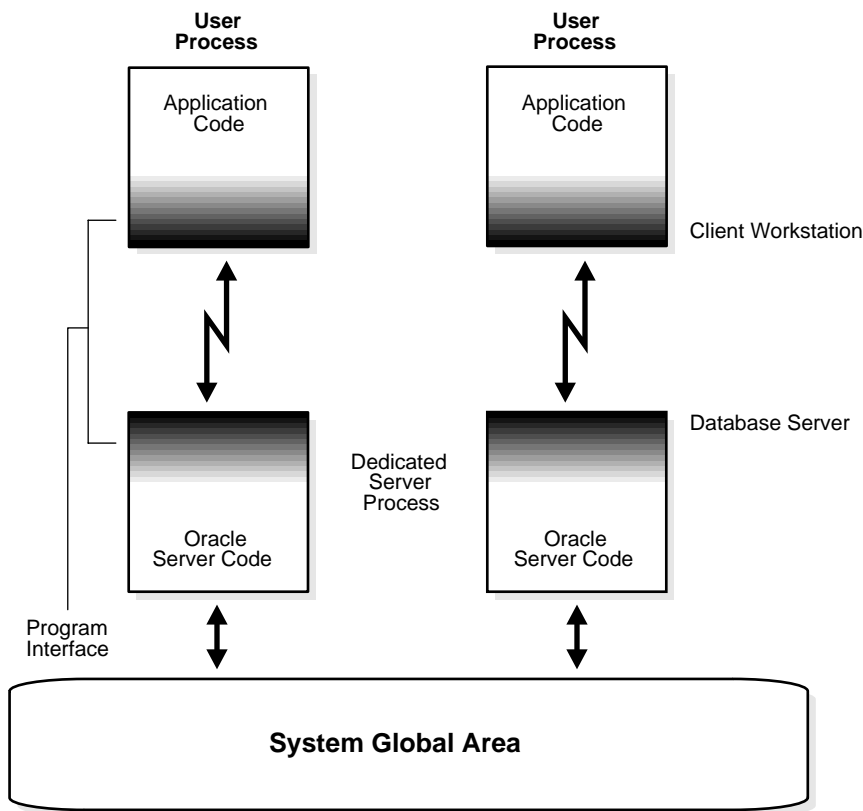 User
Process
User
Process
Application
Code
Application
Code
Client Workstation
Database Server
Dedicated
Server
Process
Oracle
Server Code
Oracle
Server Code
Program
Interface
System Global Area